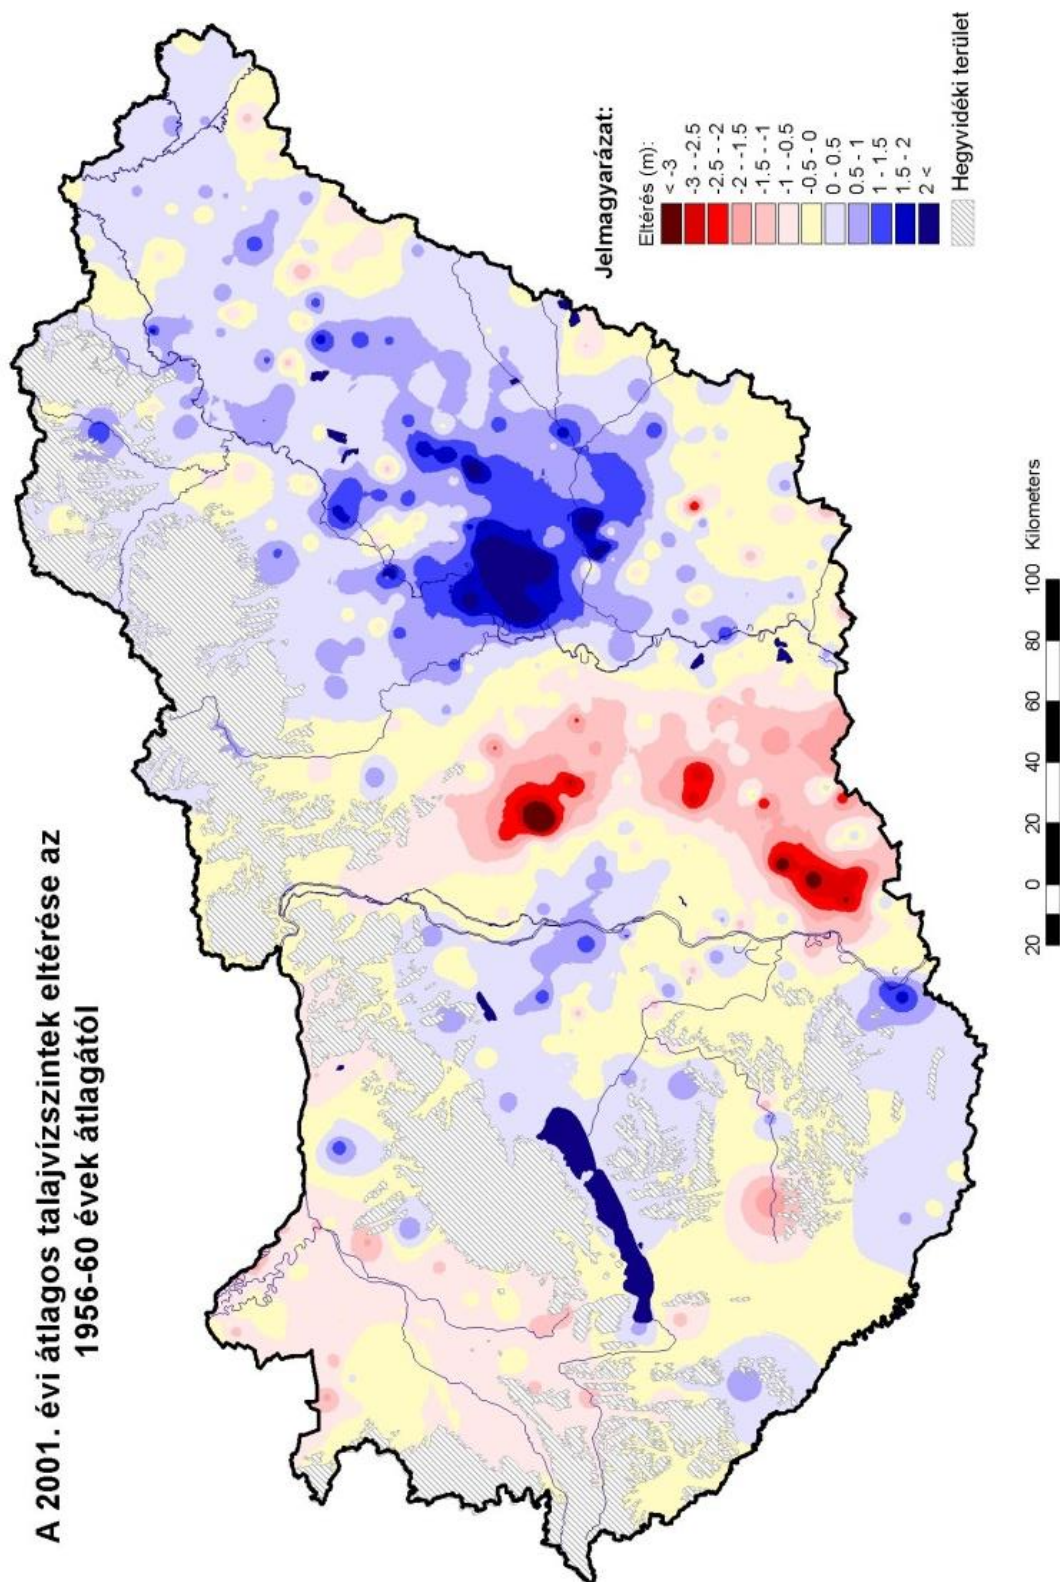 A 2001. évi átlagos talajvízszintek eltérése az
1956-60 évek átlagától
Jelmagyarázat:
Eltérés (m):
< -3
-3 - -2.5
-2.5 - -2
-2 - -1.5
-1.5 - -1
-1 - -0.5
-0.5 - 0
0 - 0.5
0.5 - 1
1 - 1.5
1.5 - 2
2 <
Hegyvidéki terület
20 0 20 40 60 80 100 Kilometers